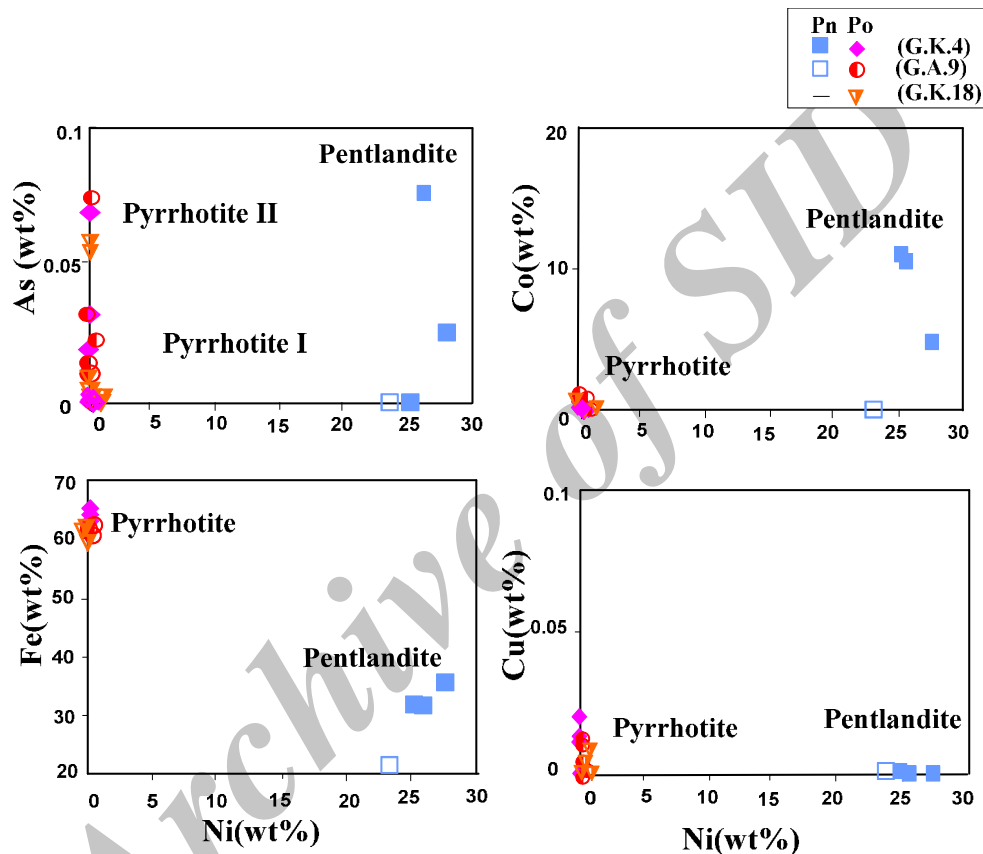 Pn Po
(G.K.4)
(G.A.9)
— (G.K.18)
0.1
0.05
0
As (wt%)
Pentlandite
Pyrrhotite II
Pyrrhotite I
0 5 10 15 20 25 30
20
10
0
Co(wt%)
Pentlandite
Pyrrhotite
0 5 10 15 20 25 30
70
60
50
40
30
20
Fe(wt%)
Pyrrhotite
Pentlandite
0 5 10 15 20 25 30
Ni(wt%)
0.1
0.05
0
Cu(wt%)
Pyrrhotite
Pentlandite
0 5 10 15 20 25 30
Ni(wt%)
Archive of SID